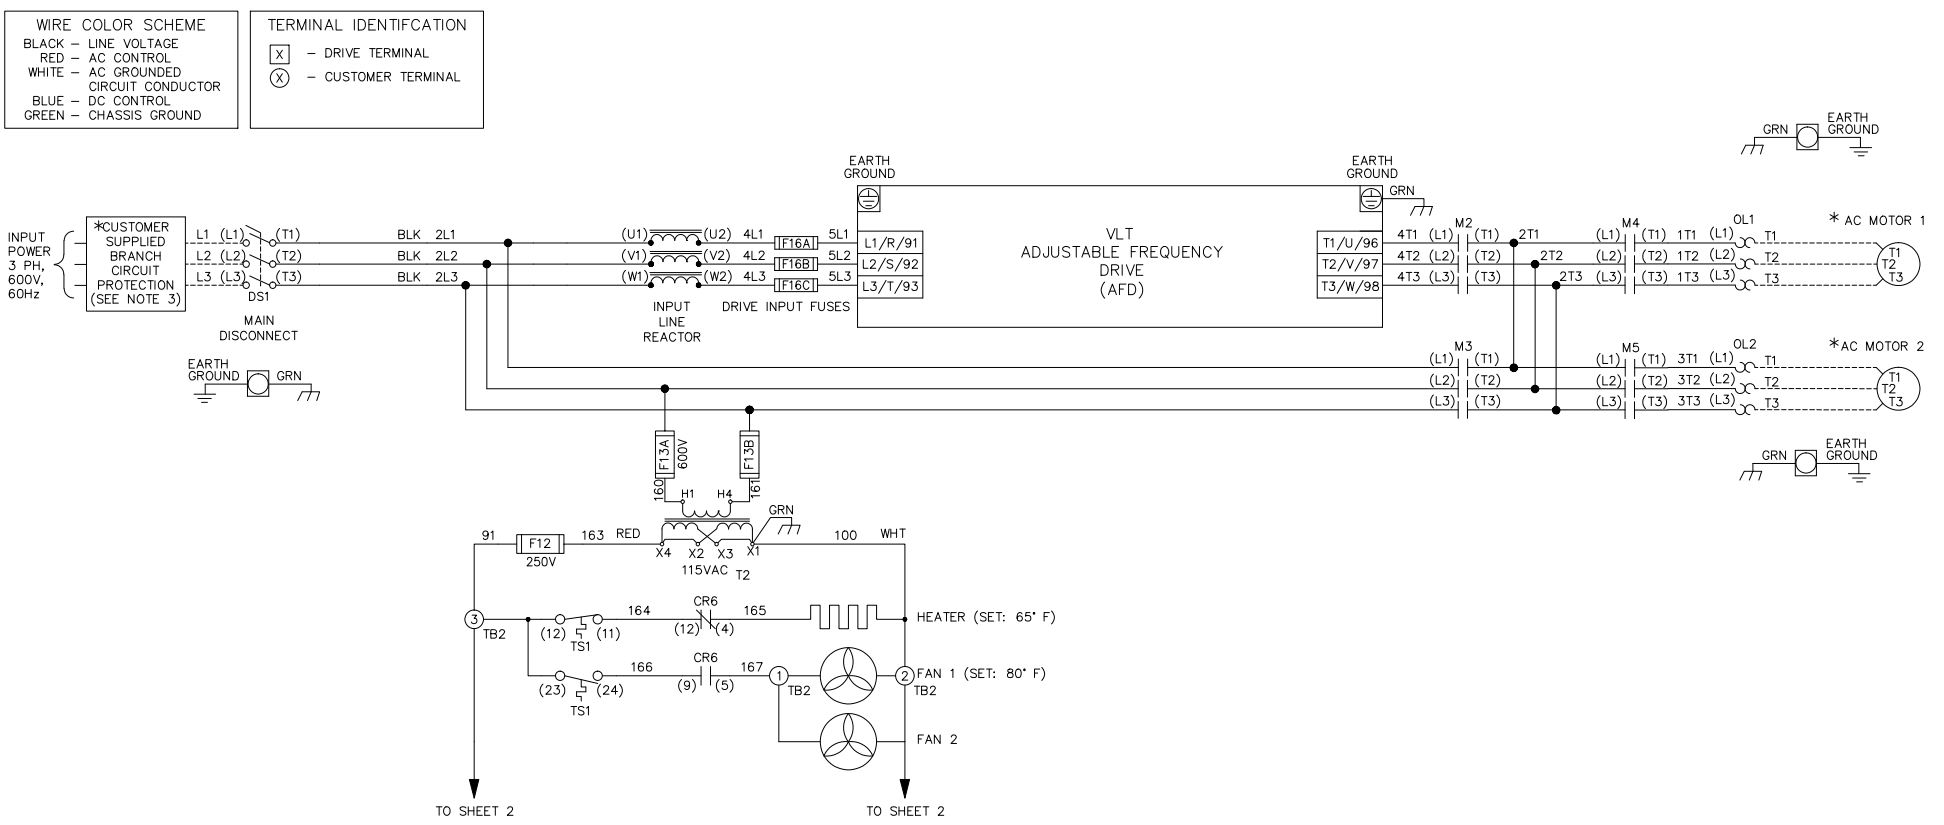 WIRE COLOR SCHEME
BLACK – LINE VOLTAGE
RED – AC CONTROL
WHITE – AC GROUNDED
CIRCUIT CONDUCTOR
BLUE – DC CONTROL
GREEN – CHASSIS GROUND
TERMINAL IDENTIFCATION
X – DRIVE TERMINAL
X – CUSTOMER TERMINAL
GRN
EARTH
GROUND
EARTH
GROUND
EARTH
GROUND
GRN
INPUT
POWER
3 PH,
600V,
60Hz
*CUSTOMER
SUPPLIED
BRANCH
CIRCUIT
PROTECTION
(SEE NOTE 3)
L1 (L1) (T1) BLK 2L1 (U1) (U2) 4L1 F16A 5L1 L1/R/91
L2 (L2) (T2) BLK 2L2 (V1) (V2) 4L2 F16B 5L2 L2/S/92
L3 (L3) (T3) BLK 2L3 (W1) (W2) 4L3 F16C 5L3 L3/T/93
DS1
MAIN
DISCONNECT
INPUT
LINE
REACTOR
DRIVE INPUT FUSES
VLT
ADJUSTABLE FREQUENCY
DRIVE
(AFD)
M2 M4 OL1 * AC MOTOR 1
T1/U/96 4T1 (L1) (T1) 2T1 (L1) (T1) 1T1 (L1) T1
T2/V/97 4T2 (L2) (T2) 2T2 (L2) (T2) 1T2 (L2) T2
T3/W/98 4T3 (L3) (T3) 2T3 (L3) (T3) 1T3 (L3) T3
T1
T2
T3
EARTH
GROUND
GRN
M3 M5 OL2 *AC MOTOR 2
(L1) (T1) (L1) (T1) 3T1 (L1) T1
(L2) (T2) (L2) (T2) 3T2 (L2) T2
(L3) (T3) (L3) (T3) 3T3 (L3) T3
T1
T2
T3
GRN
EARTH
GROUND
F13A
600V
F13B
160
161
H1 H4
GRN
91 F12 163 RED
250V
X4 X2 X3 X1
115VAC T2
100 WHT
3
TB2
(12) (11)
TS1
164
CR6
(12) (4)
165
HEATER (SET: 65° F)
(23) (24)
TS1
166
CR6
(9) (5)
167
1
TB2
2
TB2
FAN 1 (SET: 80° F)
FAN 2
TO SHEET 2
TO SHEET 2